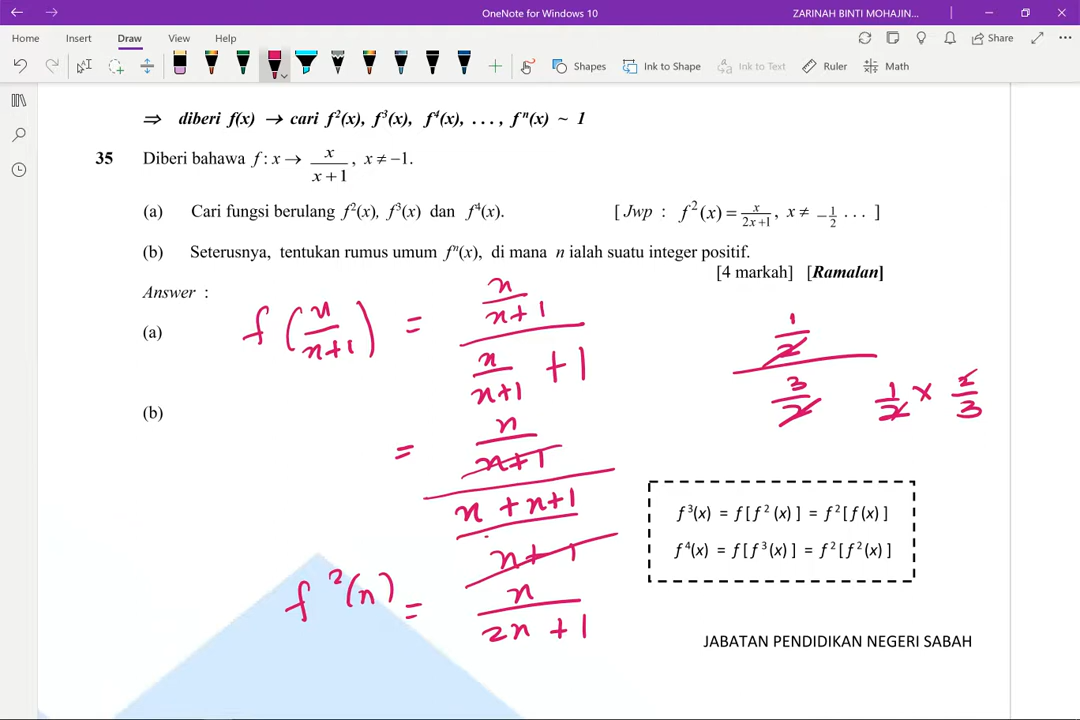 OneNote for Windows 10
ZARINAH BINTI MOHAJIN...
Home Insert Draw View Help
Share
Shapes Ink to Shape Ink to Text Ruler Math
⇒ diberi f(x) → cari f²(x), f³(x), f⁴(x), . . . , fⁿ(x) ~ 1
35 Diberi bahawa f : x → x/(x + 1), x ≠ −1.
(a) Cari fungsi berulang f²(x), f³(x) dan f⁴(x). [ Jwp : f²(x) = x/(2x+1), x ≠ −1/2 . . . ]
(b) Seterusnya, tentukan rumus umum fⁿ(x), di mana n ialah suatu integer positif.
[4 markah] [Ramalan]
Answer :
(a)
f(x/(x+1)) = (x/(x+1))/(x/(x+1) + 1)
(1/2)/(3/2) 1/2 × 2/3
(b)
= (x/(x+1))/((x + x+1)/(x+1))
f²(x) = x/(2x + 1)
f³(x) = f[ f²(x) ] = f²[ f(x) ]
f⁴(x) = f[ f³(x) ] = f²[ f²(x) ]
JABATAN PENDIDIKAN NEGERI SABAH